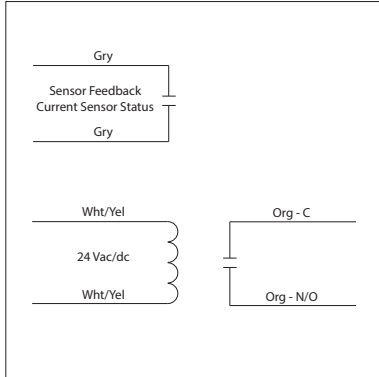 Gry
Sensor Feedback
Current Sensor Status
Gry
Wht/Yel
Org - C
24 Vac/dc
Wht/Yel
Org - N/O